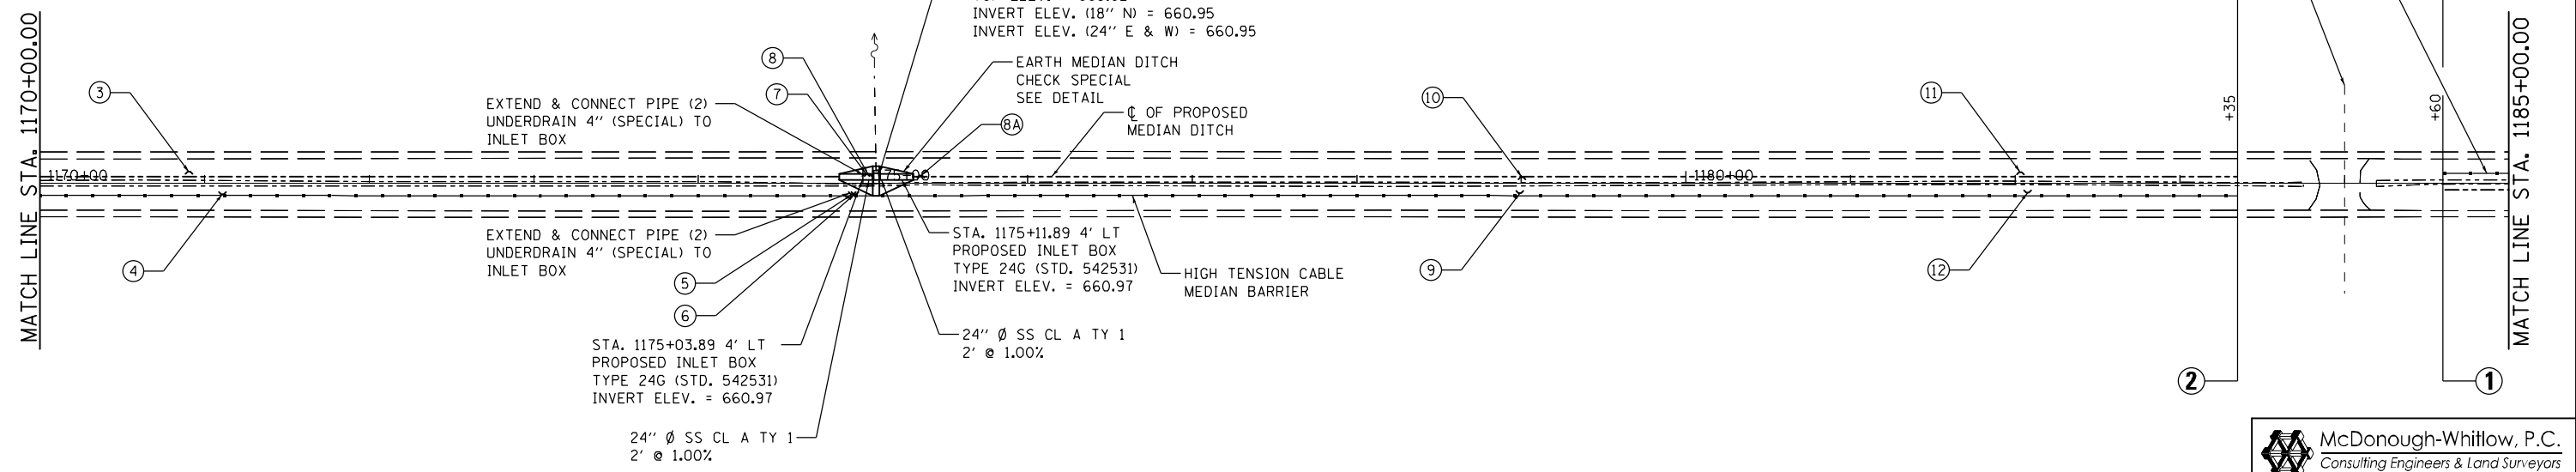 MATCH LINE STA. 1170+00.00
3
4
1170+00
EXTEND & CONNECT PIPE (2)
UNDERDRAIN 4" (SPECIAL) TO
INLET BOX
8
7
EXTEND & CONNECT PIPE (2)
UNDERDRAIN 4" (SPECIAL) TO
INLET BOX
5
6
STA. 1175+03.89 4' LT
PROPOSED INLET BOX
TYPE 24G (STD. 542531)
INVERT ELEV. = 660.97
24" Ø SS CL A TY 1
2' @ 1.00%
INVERT ELEV. (18" N) = 660.95
INVERT ELEV. (24" E & W) = 660.95
EARTH MEDIAN DITCH
CHECK SPECIAL
SEE DETAIL
8A
℄ OF PROPOSED
MEDIAN DITCH
STA. 1175+11.89 4' LT
PROPOSED INLET BOX
TYPE 24G (STD. 542531)
INVERT ELEV. = 660.97
24" Ø SS CL A TY 1
2' @ 1.00%
HIGH TENSION CABLE
MEDIAN BARRIER
10
9
1180+00
11
12
+35
+60
2
1
MATCH LINE STA. 1185+00.00
McDonough-Whitlow, P.C.
Consulting Engineers & Land Surveyors